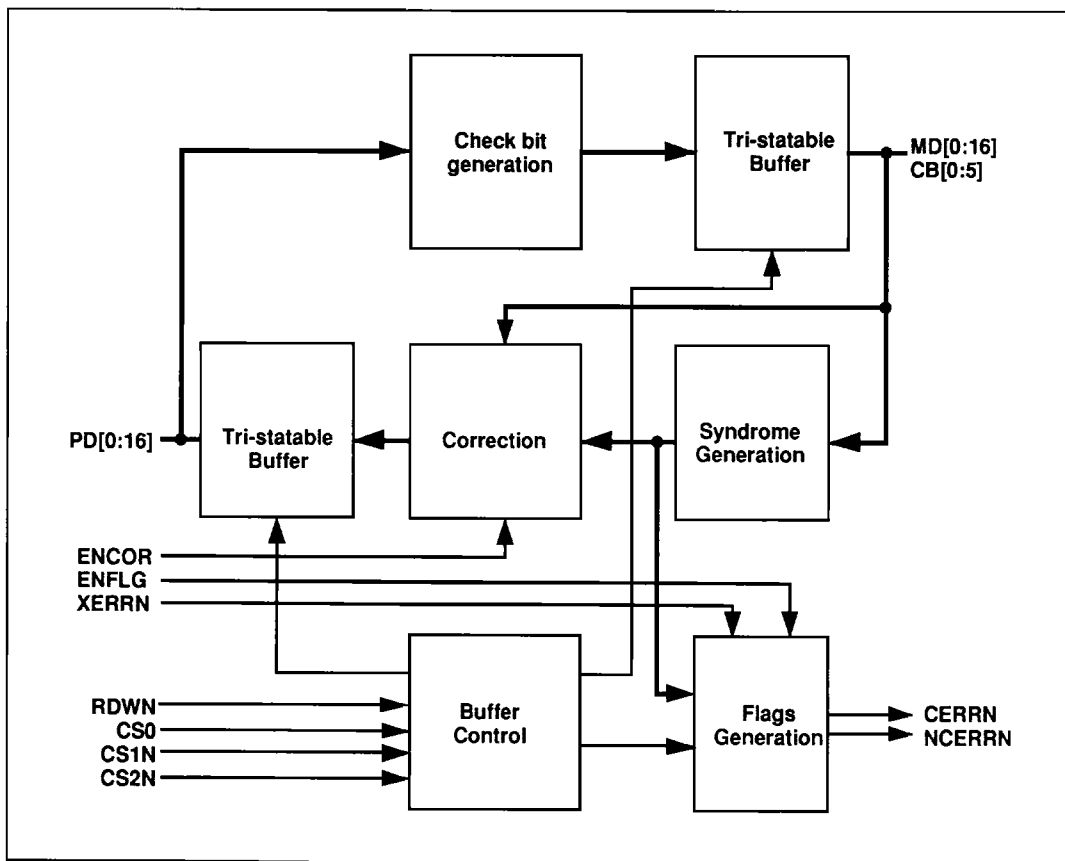 Check bit
generation
Tri-statable
Buffer
MD[0:16]
CB[0:5]
PD[0:16]
Tri-statable
Buffer
Correction
Syndrome
Generation
ENCOR
ENFLG
XERRN
RDWN
CS0
CS1N
CS2N
Buffer
Control
Flags
Generation
CERRN
NCERRN